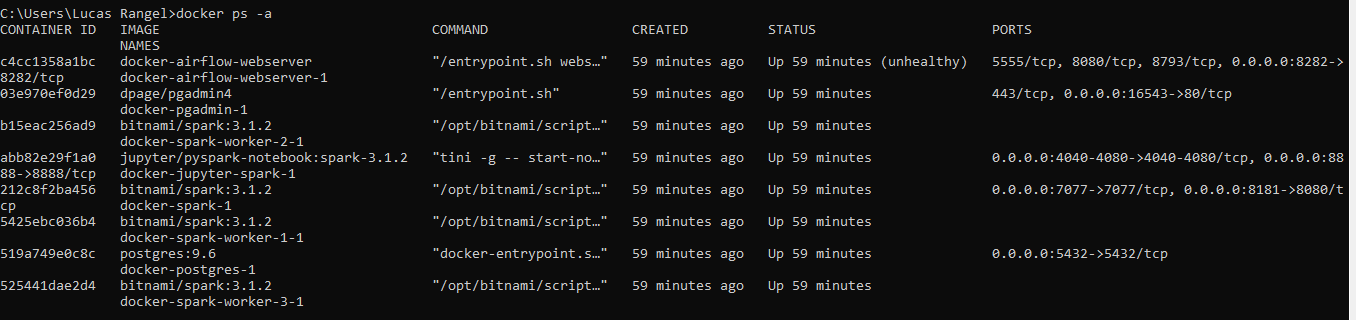 C:\Users\Lucas Rangel>docker ps -a
CONTAINER ID   IMAGE                                  COMMAND                  CREATED          STATUS                      PORTS
               NAMES
c4cc1358a1bc   docker-airflow-webserver               "/entrypoint.sh webs…"   59 minutes ago   Up 59 minutes (unhealthy)   5555/tcp, 8080/tcp, 8793/tcp, 0.0.0.0:8282->
8282/tcp       docker-airflow-webserver-1
03e970ef0d29   dpage/pgadmin4                         "/entrypoint.sh"         59 minutes ago   Up 59 minutes               443/tcp, 0.0.0.0:16543->80/tcp
               docker-pgadmin-1
b15eac256ad9   bitnami/spark:3.1.2                    "/opt/bitnami/script…"   59 minutes ago   Up 59 minutes
               docker-spark-worker-2-1
abb82e29f1a0   jupyter/pyspark-notebook:spark-3.1.2   "tini -g -- start-no…"   59 minutes ago   Up 59 minutes               0.0.0.0:4040-4080->4040-4080/tcp, 0.0.0.0:88
88->8888/tcp   docker-jupyter-spark-1
212c8f2ba456   bitnami/spark:3.1.2                    "/opt/bitnami/script…"   59 minutes ago   Up 59 minutes               0.0.0.0:7077->7077/tcp, 0.0.0.0:8181->8080/t
cp             docker-spark-1
5425ebc036b4   bitnami/spark:3.1.2                    "/opt/bitnami/script…"   59 minutes ago   Up 59 minutes
               docker-spark-worker-1-1
519a749e0c8c   postgres:9.6                           "docker-entrypoint.s…"   59 minutes ago   Up 59 minutes               0.0.0.0:5432->5432/tcp
               docker-postgres-1
525441dae2d4   bitnami/spark:3.1.2                    "/opt/bitnami/script…"   59 minutes ago   Up 59 minutes
               docker-spark-worker-3-1